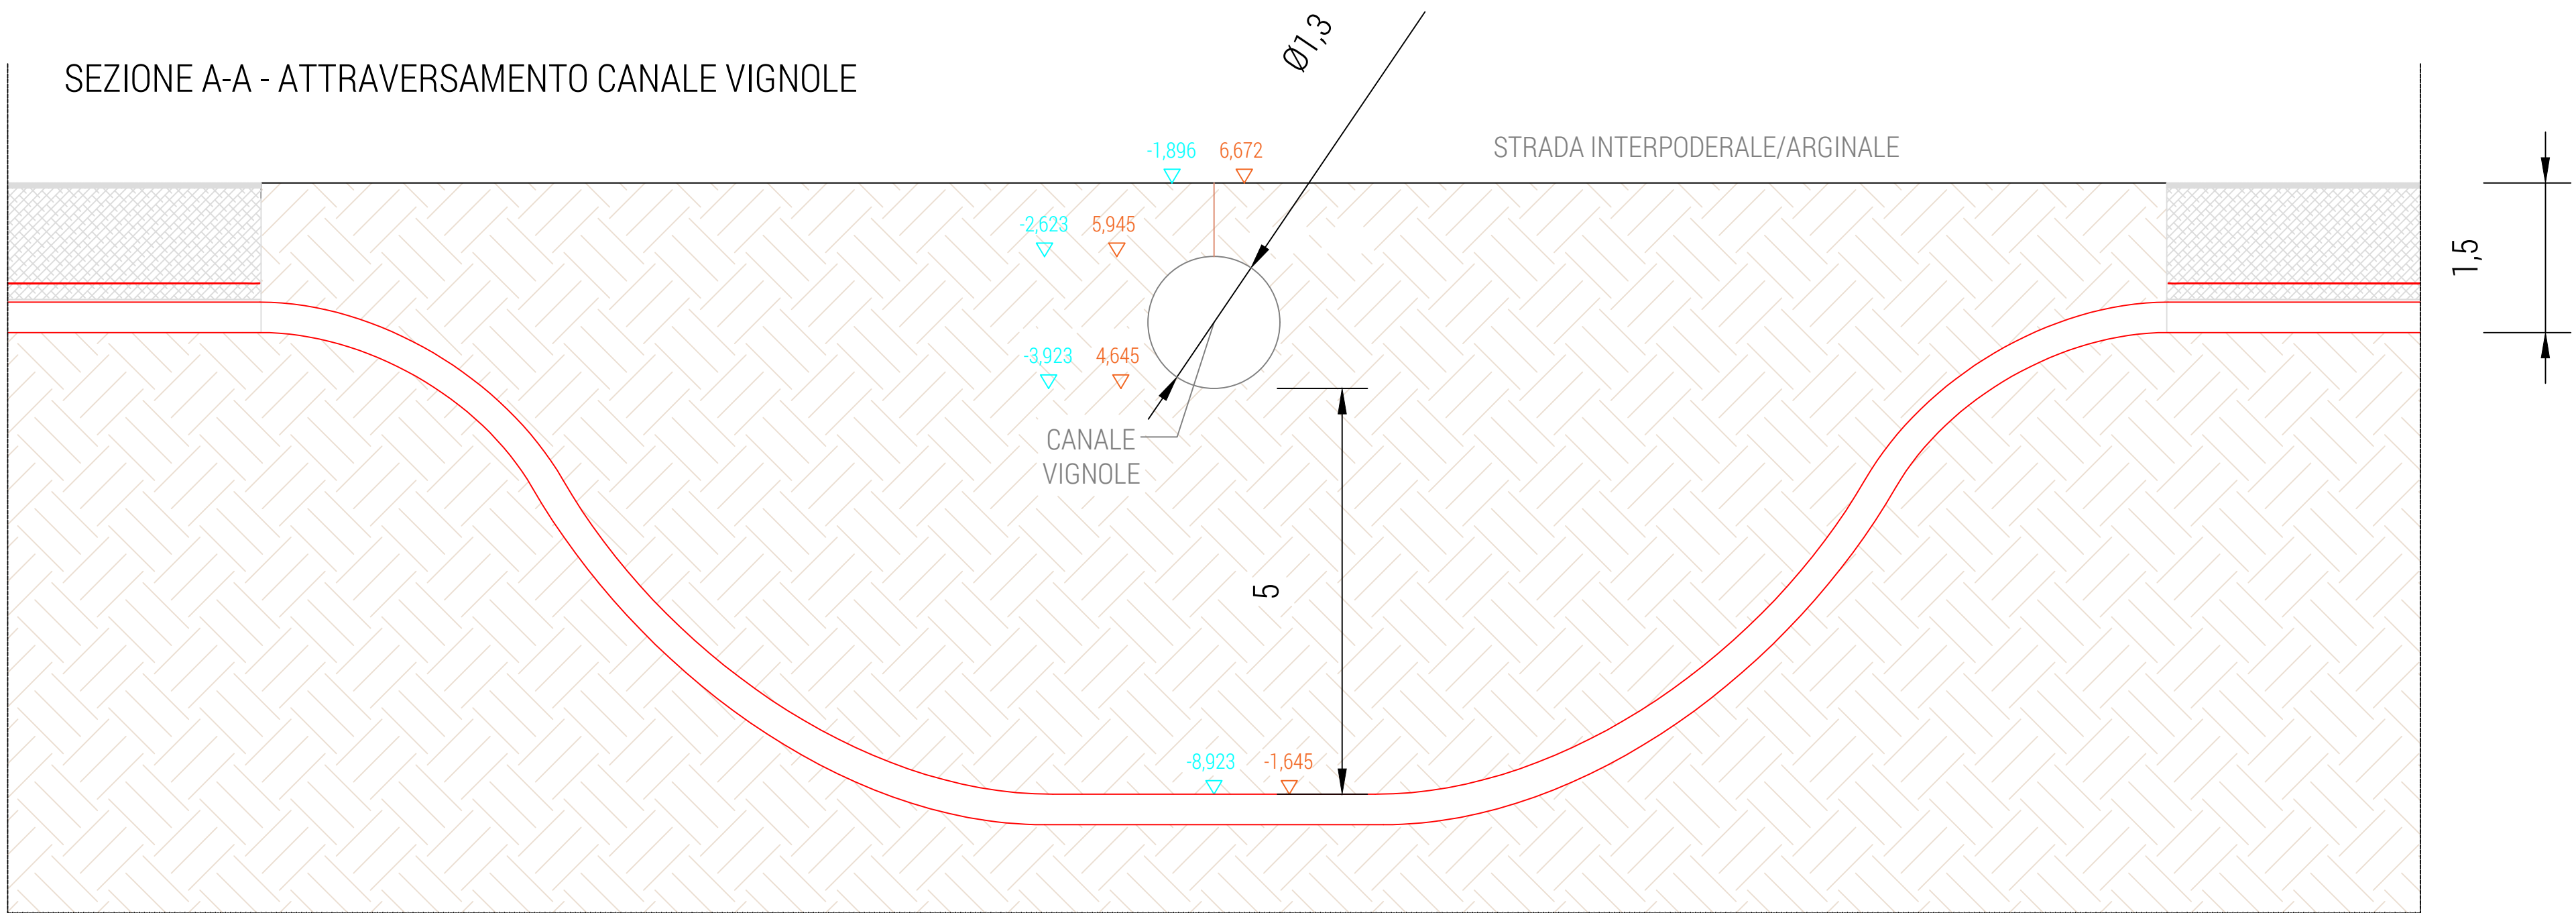 Ø1,3
SEZIONE A-A - ATTRAVERSAMENTO CANALE VIGNOLE
-1,896 6,672
STRADA INTERPODERALE/ARGINALE
-2,623 5,945
1,5
-3,923 4,645
CANALE
VIGNOLE
5
-8,923 -1,645